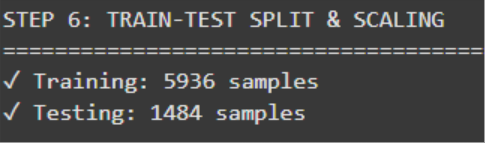 STEP 6: TRAIN-TEST SPLIT & SCALING
=====================================
✓ Training: 5936 samples
✓ Testing: 1484 samples